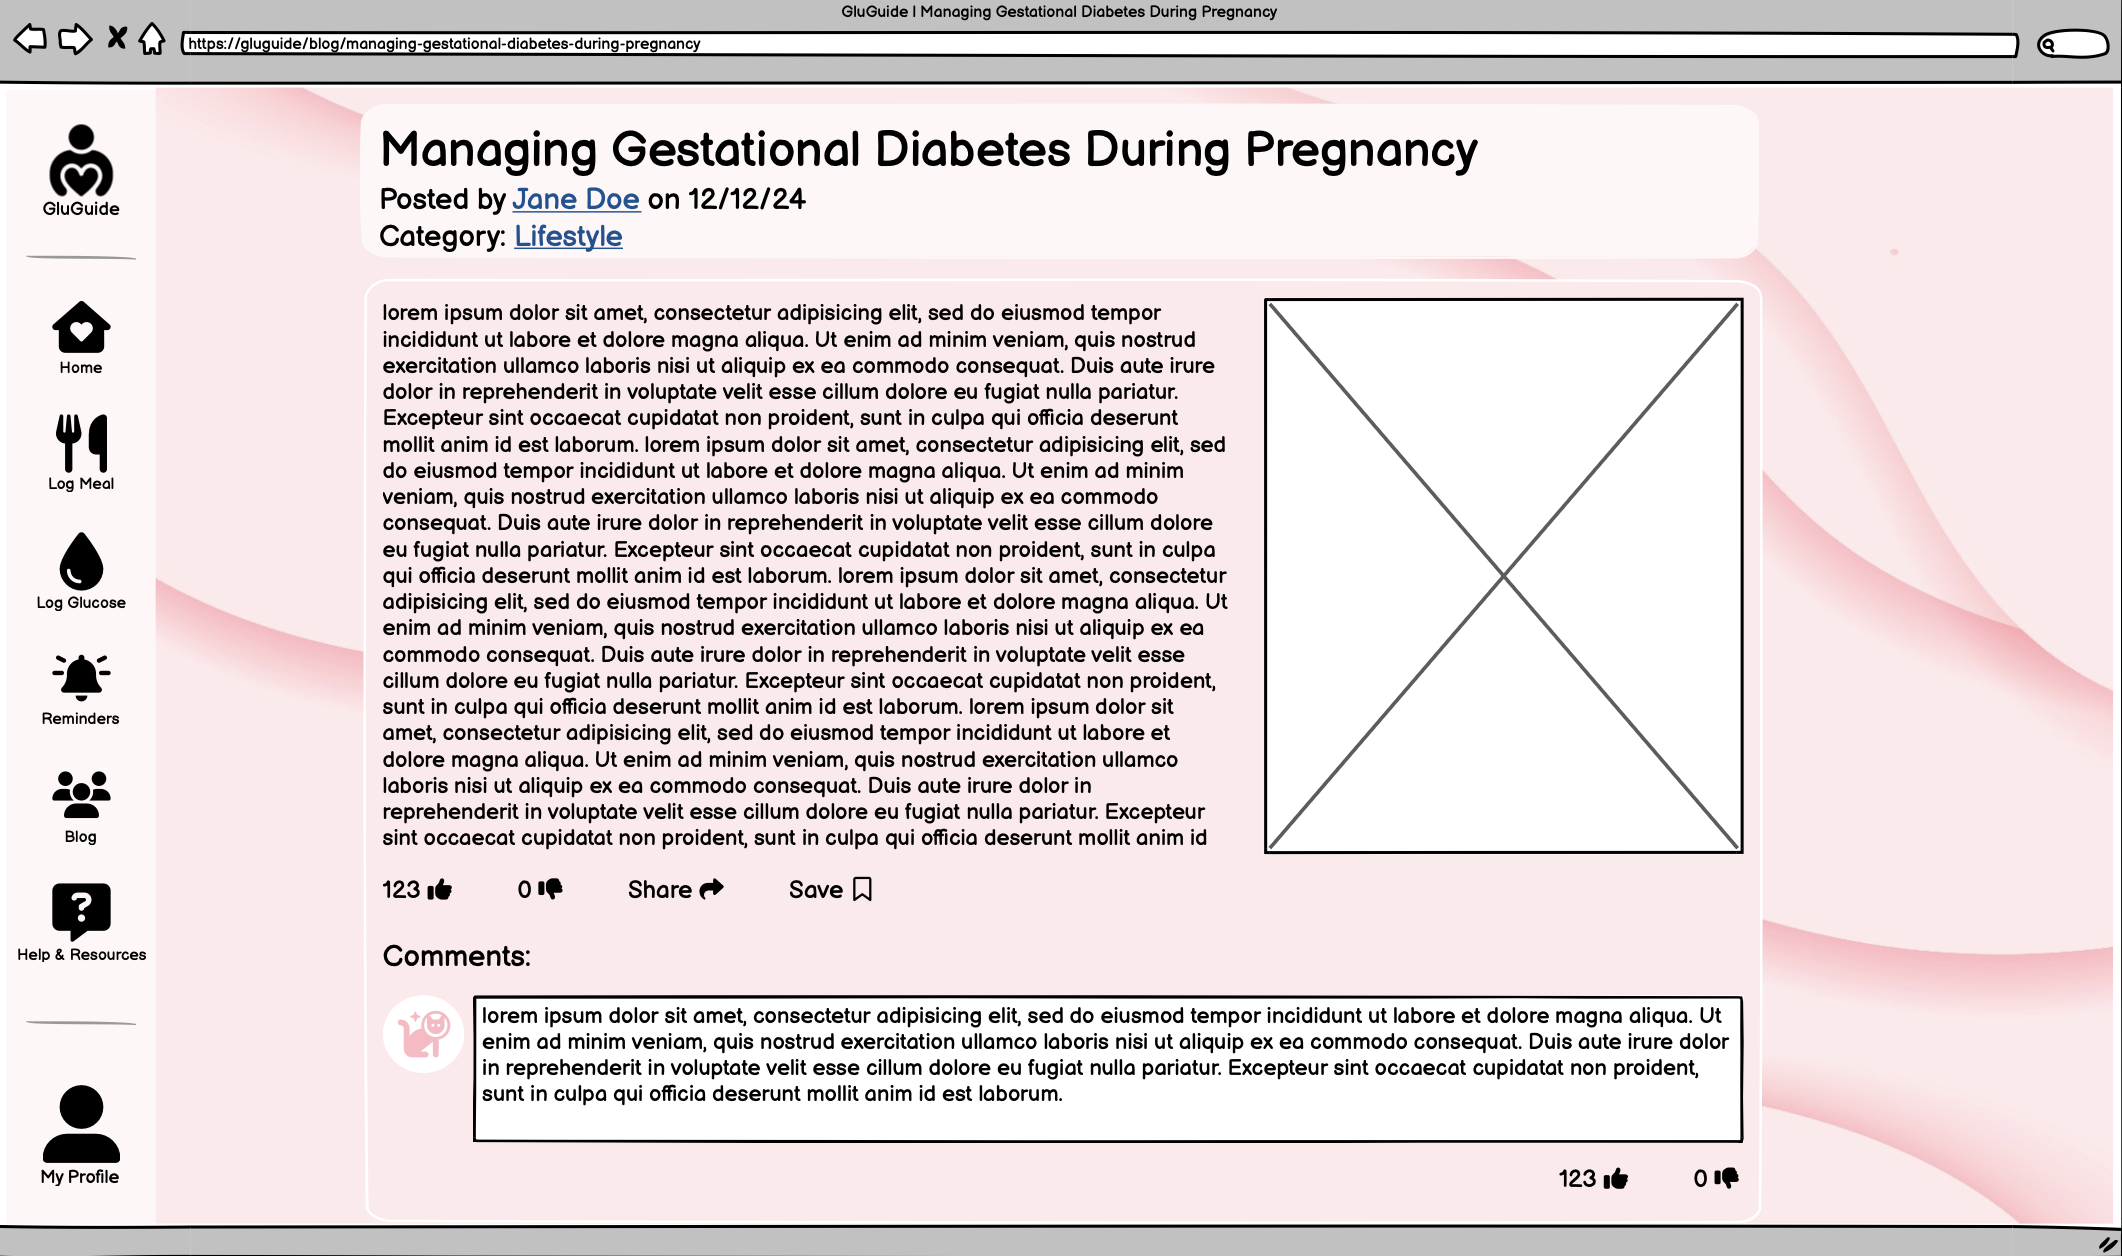 GluGuide | Managing Gestational Diabetes During Pregnancy
https://gluguide/blog/managing-gestational-diabetes-during-pregnancy
GluGuide
Home
Log Meal
Log Glucose
Reminders
Blog
Help & Resources
My Profile
Managing Gestational Diabetes During Pregnancy
Posted by Jane Doe on 12/12/24
Category: Lifestyle
lorem ipsum dolor sit amet, consectetur adipisicing elit, sed do eiusmod tempor
incididunt ut labore et dolore magna aliqua. Ut enim ad minim veniam, quis nostrud
exercitation ullamco laboris nisi ut aliquip ex ea commodo consequat. Duis aute irure
dolor in reprehenderit in voluptate velit esse cillum dolore eu fugiat nulla pariatur.
Excepteur sint occaecat cupidatat non proident, sunt in culpa qui officia deserunt
mollit anim id est laborum. lorem ipsum dolor sit amet, consectetur adipisicing elit, sed
do eiusmod tempor incididunt ut labore et dolore magna aliqua. Ut enim ad minim
veniam, quis nostrud exercitation ullamco laboris nisi ut aliquip ex ea commodo
consequat. Duis aute irure dolor in reprehenderit in voluptate velit esse cillum dolore
eu fugiat nulla pariatur. Excepteur sint occaecat cupidatat non proident, sunt in culpa
qui officia deserunt mollit anim id est laborum. lorem ipsum dolor sit amet, consectetur
adipisicing elit, sed do eiusmod tempor incididunt ut labore et dolore magna aliqua. Ut
enim ad minim veniam, quis nostrud exercitation ullamco laboris nisi ut aliquip ex ea
commodo consequat. Duis aute irure dolor in reprehenderit in voluptate velit esse
cillum dolore eu fugiat nulla pariatur. Excepteur sint occaecat cupidatat non proident,
sunt in culpa qui officia deserunt mollit anim id est laborum. lorem ipsum dolor sit
amet, consectetur adipisicing elit, sed do eiusmod tempor incididunt ut labore et
dolore magna aliqua. Ut enim ad minim veniam, quis nostrud exercitation ullamco
laboris nisi ut aliquip ex ea commodo consequat. Duis aute irure dolor in
reprehenderit in voluptate velit esse cillum dolore eu fugiat nulla pariatur. Excepteur
sint occaecat cupidatat non proident, sunt in culpa qui officia deserunt mollit anim id
123 0 Share Save
Comments:
lorem ipsum dolor sit amet, consectetur adipisicing elit, sed do eiusmod tempor incididunt ut labore et dolore magna aliqua. Ut
enim ad minim veniam, quis nostrud exercitation ullamco laboris nisi ut aliquip ex ea commodo consequat. Duis aute irure dolor
in reprehenderit in voluptate velit esse cillum dolore eu fugiat nulla pariatur. Excepteur sint occaecat cupidatat non proident,
sunt in culpa qui officia deserunt mollit anim id est laborum.
123 0